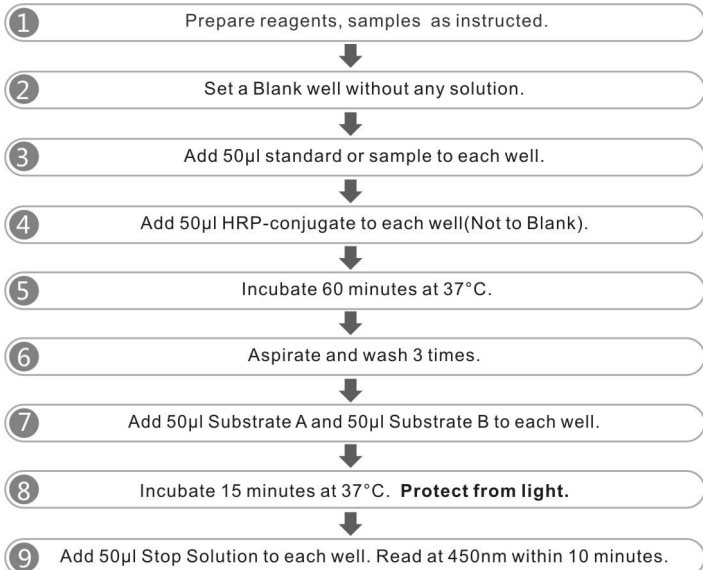 1 Prepare reagents, samples as instructed.
2 Set a Blank well without any solution.
3 Add 50µl standard or sample to each well.
4 Add 50µl HRP-conjugate to each well(Not to Blank).
5 Incubate 60 minutes at 37°C.
6 Aspirate and wash 3 times.
7 Add 50µl Substrate A and 50µl Substrate B to each well.
8 Incubate 15 minutes at 37°C. Protect from light.
9 Add 50µl Stop Solution to each well. Read at 450nm within 10 minutes.